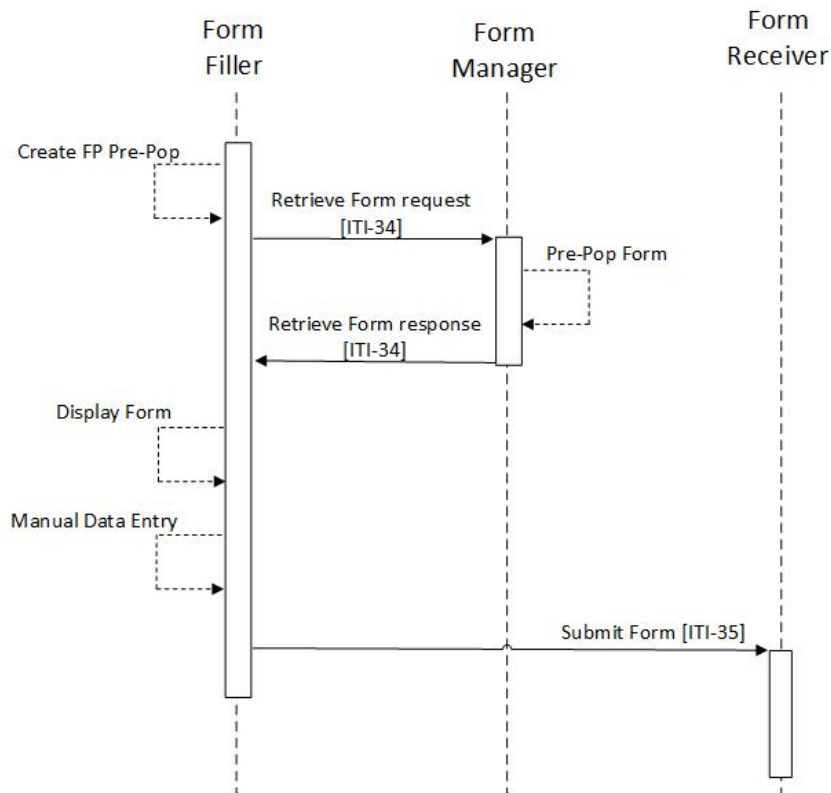 Form
Filler
Form
Manager
Form
Receiver
Create FP Pre-Pop
Retrieve Form request
[ITI-34]
Pre-Pop Form
Retrieve Form response
[ITI-34]
Display Form
Manual Data Entry
Submit Form [ITI-35]